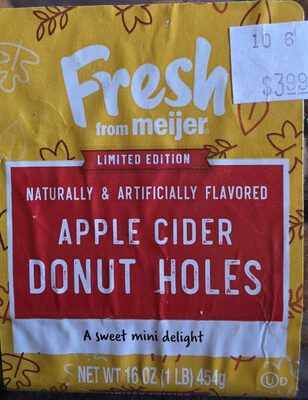 10 6
$3.99
Fresh
from meijer
LIMITED EDITION
NATURALLY & ARTIFICIALLY FLAVORED
APPLE CIDER
DONUT HOLES
A sweet mini delight
NET WT 16 OZ (1 LB) 454g
U D